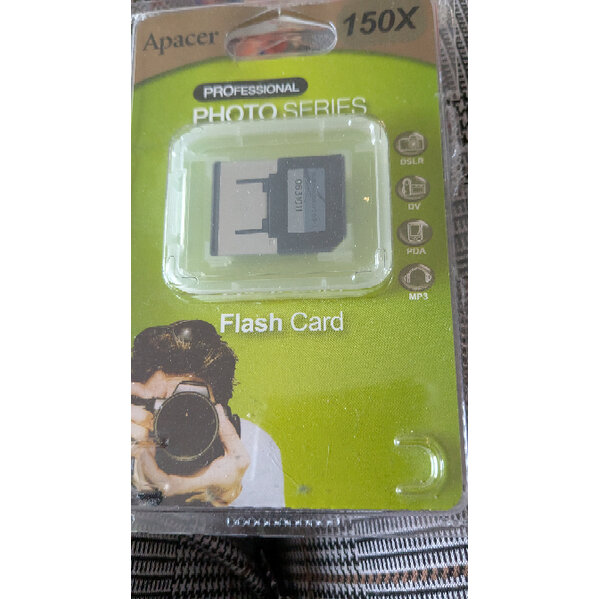 Apacer
150X
PROFESSIONAL
PHOTO SERIES
DSLR
DV
PDA
MP3
Flash Card